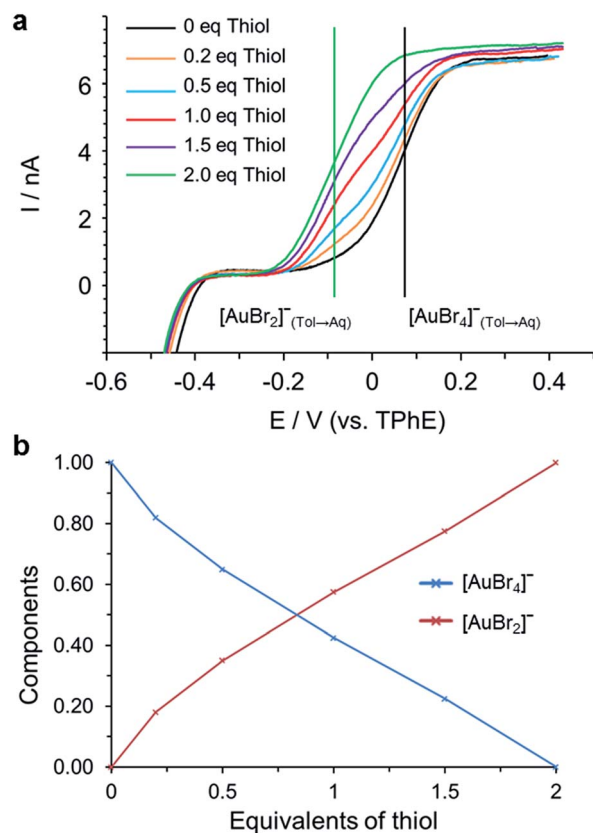 a
0 eq Thiol
0.2 eq Thiol
0.5 eq Thiol
1.0 eq Thiol
1.5 eq Thiol
2.0 eq Thiol
I / nA
6
4
2
0
[AuBr₂]⁻(Tol→Aq)
[AuBr₄]⁻(Tol→Aq)
-0.6 -0.4 -0.2 0 0.2 0.4
E / V (vs. TPhE)
b
Components
1.00
0.80
0.60
0.40
0.20
0.00
[AuBr₄]⁻
[AuBr₂]⁻
0 0.5 1 1.5 2
Equivalents of thiol